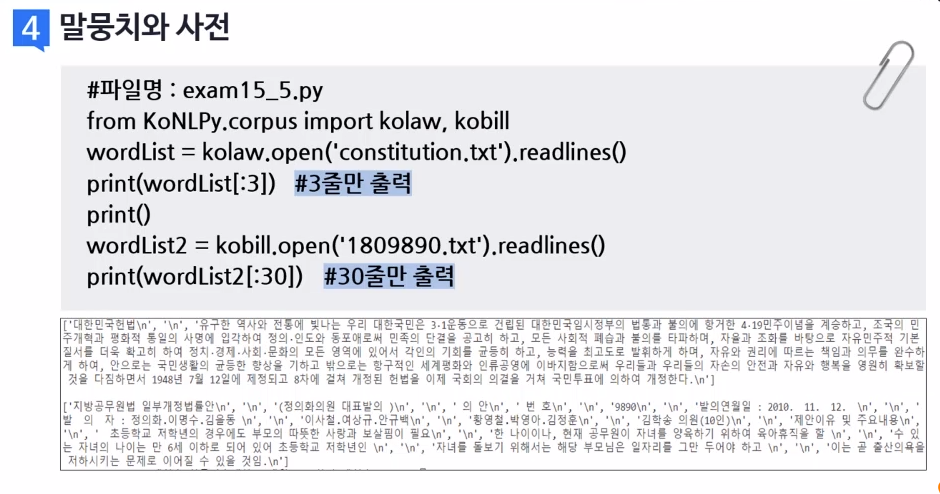 4 말뭉치와 사전
#파일명 : exam15_5.py
from KoNLPy.corpus import kolaw, kobill
wordList = kolaw.open('constitution.txt').readlines()
print(wordList[:3]) #3줄만 출력
print()
wordList2 = kobill.open('1809890.txt').readlines()
print(wordList2[:30]) #30줄만 출력
['대한민국헌법\n', '\n', '유구한 역사와 전통에 빛나는 우리 대한국민은 3·1운동으로 건립된 대한민국임시정부의 법통과 불의에 항거한 4·19민주이념을 계승하고, 조국의 민
주개혁과 평화적 통일의 사명에 입각하여 정의·인도와 동포애로써 민족의 단결을 공고히 하고, 모든 사회적 폐습과 불의를 타파하며, 자율과 조화를 바탕으로 자유민주적 기본
질서를 더욱 확고히 하여 정치·경제·사회·문화의 모든 영역에 있어서 각인의 기회를 균등히 하고, 능력을 최고도로 발휘하게 하며, 자유와 권리에 따르는 책임과 의무를 완수하
게 하여, 안으로는 국민생활의 균등한 향상을 기하고 밖으로는 항구적인 세계평화와 인류공영에 이바지함으로써 우리들과 우리들의 자손의 안전과 자유와 행복을 영원히 확보할
것을 다짐하면서 1948년 7월 12일에 제정되고 8차에 걸쳐 개정된 헌법을 이제 국회의 의결을 거쳐 국민투표에 의하여 개정한다.\n']
['지방공무원법 일부개정법률안\n', '\n', '(정의화의원 대표발의 )\n', '\n', ' 의 안\n', ' 번 호\n', '\n', '9890\n', '\n', '발의연월일 : 2010. 11. 12. \n', '\n', '
발 의 자 : 정의화.이명수.김을동 \n', '\n', '이사철.여상규.안규백\n', '\n', '황영철.박영아.김정훈\n', '\n', '김학송 의원(10인)\n', '\n', '제안이유 및 주요내용\n',
'\n', ' 초등학교 저학년의 경우에도 부모의 따뜻한 사랑과 보살핌이 필요\n', '\n', '한 나이이나, 현재 공무원이 자녀를 양육하기 위하여 육아휴직을 할 \n', '\n', '수 있
는 자녀의 나이는 만 6세 이하로 되어 있어 초등학교 저학년인 \n', '\n', '자녀를 돌보기 위해서는 해당 부모님은 일자리를 그만 두어야 하고 \n', '\n', '이는 곧 출산의욕을
저하시키는 문제로 이어질 수 있을 것임.\n']